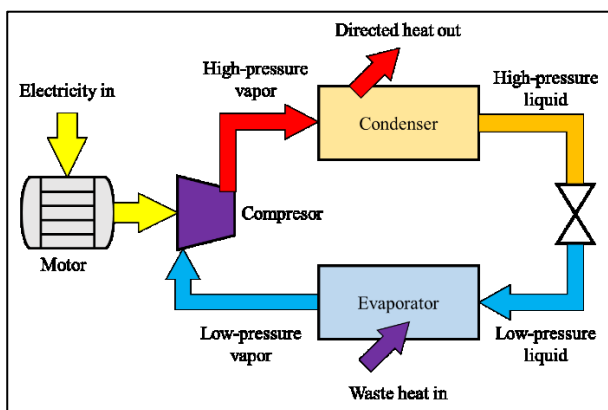 Directed heat out
High-pressure
vapor
High-pressure
liquid
Electricity in
Condenser
Compresor
Motor
Evaporator
Low-pressure
vapor
Low-pressure
liquid
Waste heat in